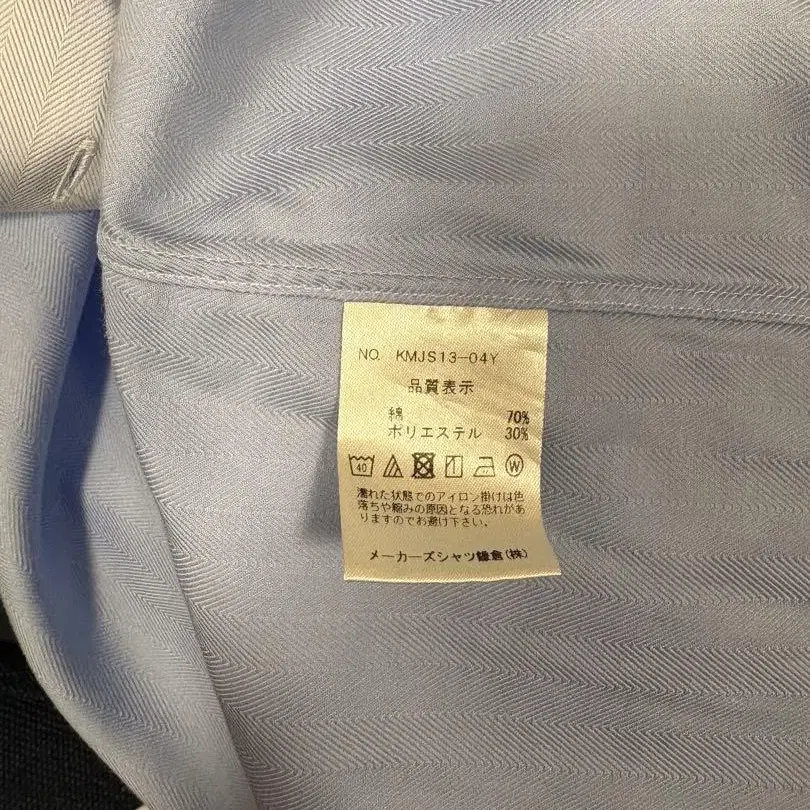 NO. KMJS13-04Y
品質表示
綿 70%
ポリエステル 30%
40
W
濡れた状態でのアイロン掛けは色
落ちや縮みの原因となる恐れがあ
りますのでお避け下さい。
メーカーズシャツ鎌倉(株)